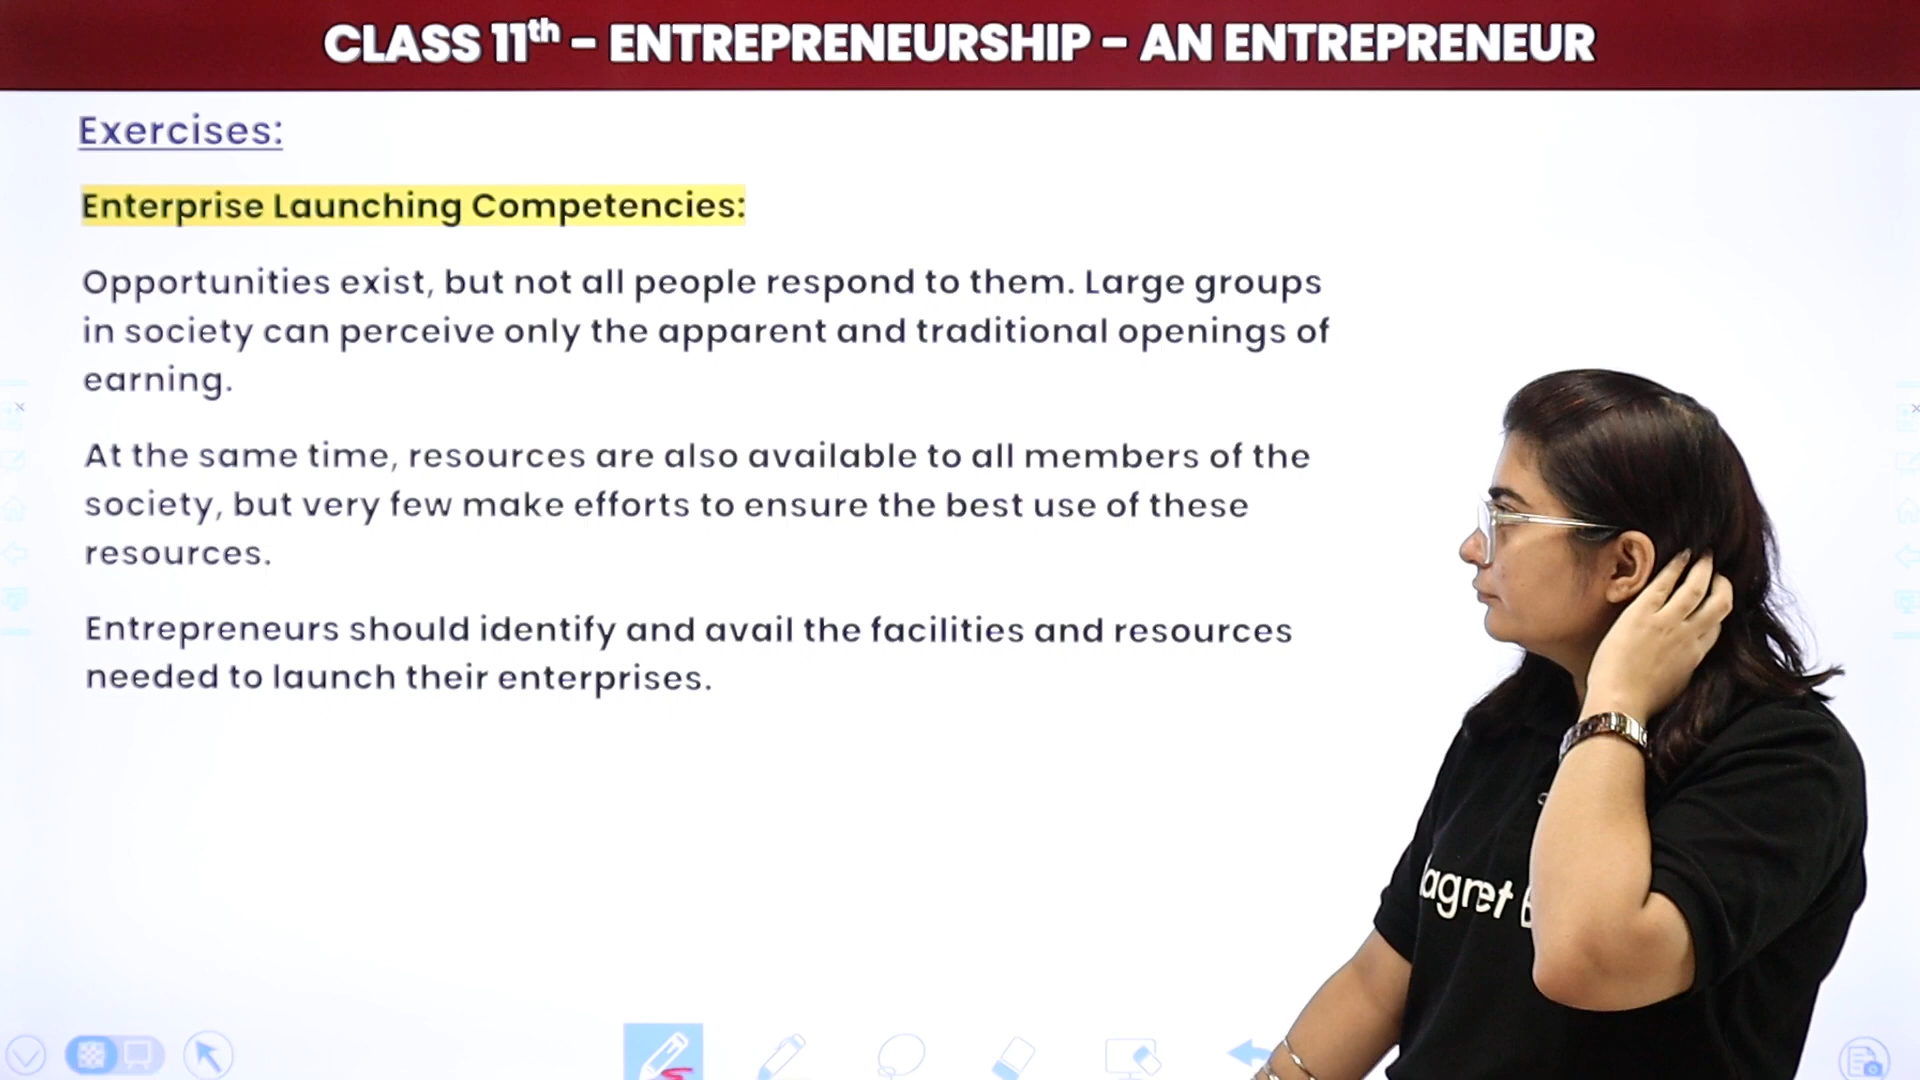 CLASS 11th - ENTREPRENEURSHIP - AN ENTREPRENEUR
Exercises:
Enterprise Launching Competencies:
Opportunities exist, but not all people respond to them. Large groups
in society can perceive only the apparent and traditional openings of
earning.
At the same time, resources are also available to all members of the
society, but very few make efforts to ensure the best use of these
resources.
Entrepreneurs should identify and avail the facilities and resources
needed to launch their enterprises.
agnet